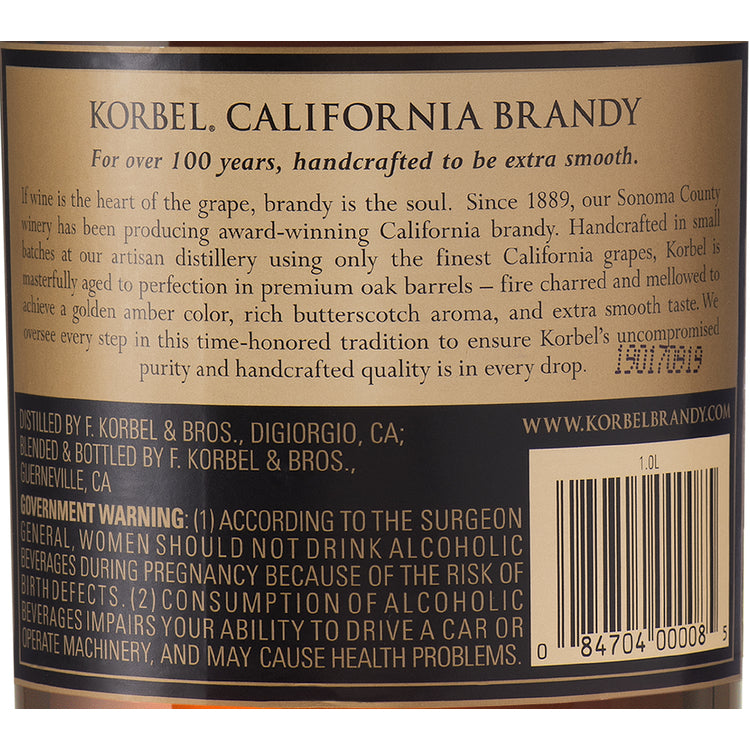 KORBEL® CALIFORNIA BRANDY
For over 100 years, handcrafted to be extra smooth.
If wine is the heart of the grape, brandy is the soul. Since 1889, our Sonoma County
winery has been producing award-winning California brandy. Handcrafted in small
batches at our artisan distillery using only the finest California grapes, Korbel is
masterfully aged to perfection in premium oak barrels – fire charred and mellowed to
achieve a golden amber color, rich butterscotch aroma, and extra smooth taste. We
oversee every step in this time-honored tradition to ensure Korbel's uncompromised
purity and handcrafted quality is in every drop.
190170919
DISTILLED BY F. KORBEL & BROS., DIGIORGIO, CA;
BLENDED & BOTTLED BY F. KORBEL & BROS.,
GUERNEVILLE, CA
GOVERNMENT WARNING: (1) ACCORDING TO THE SURGEON
GENERAL, WOMEN SHOULD NOT DRINK ALCOHOLIC
BEVERAGES DURING PREGNANCY BECAUSE OF THE RISK OF
BIRTH DEFECTS. (2) CONSUMPTION OF ALCOHOLIC
BEVERAGES IMPAIRS YOUR ABILITY TO DRIVE A CAR OR
OPERATE MACHINERY, AND MAY CAUSE HEALTH PROBLEMS.
WWW.KORBELBRANDY.COM
1.0L
0 84704 00008 5